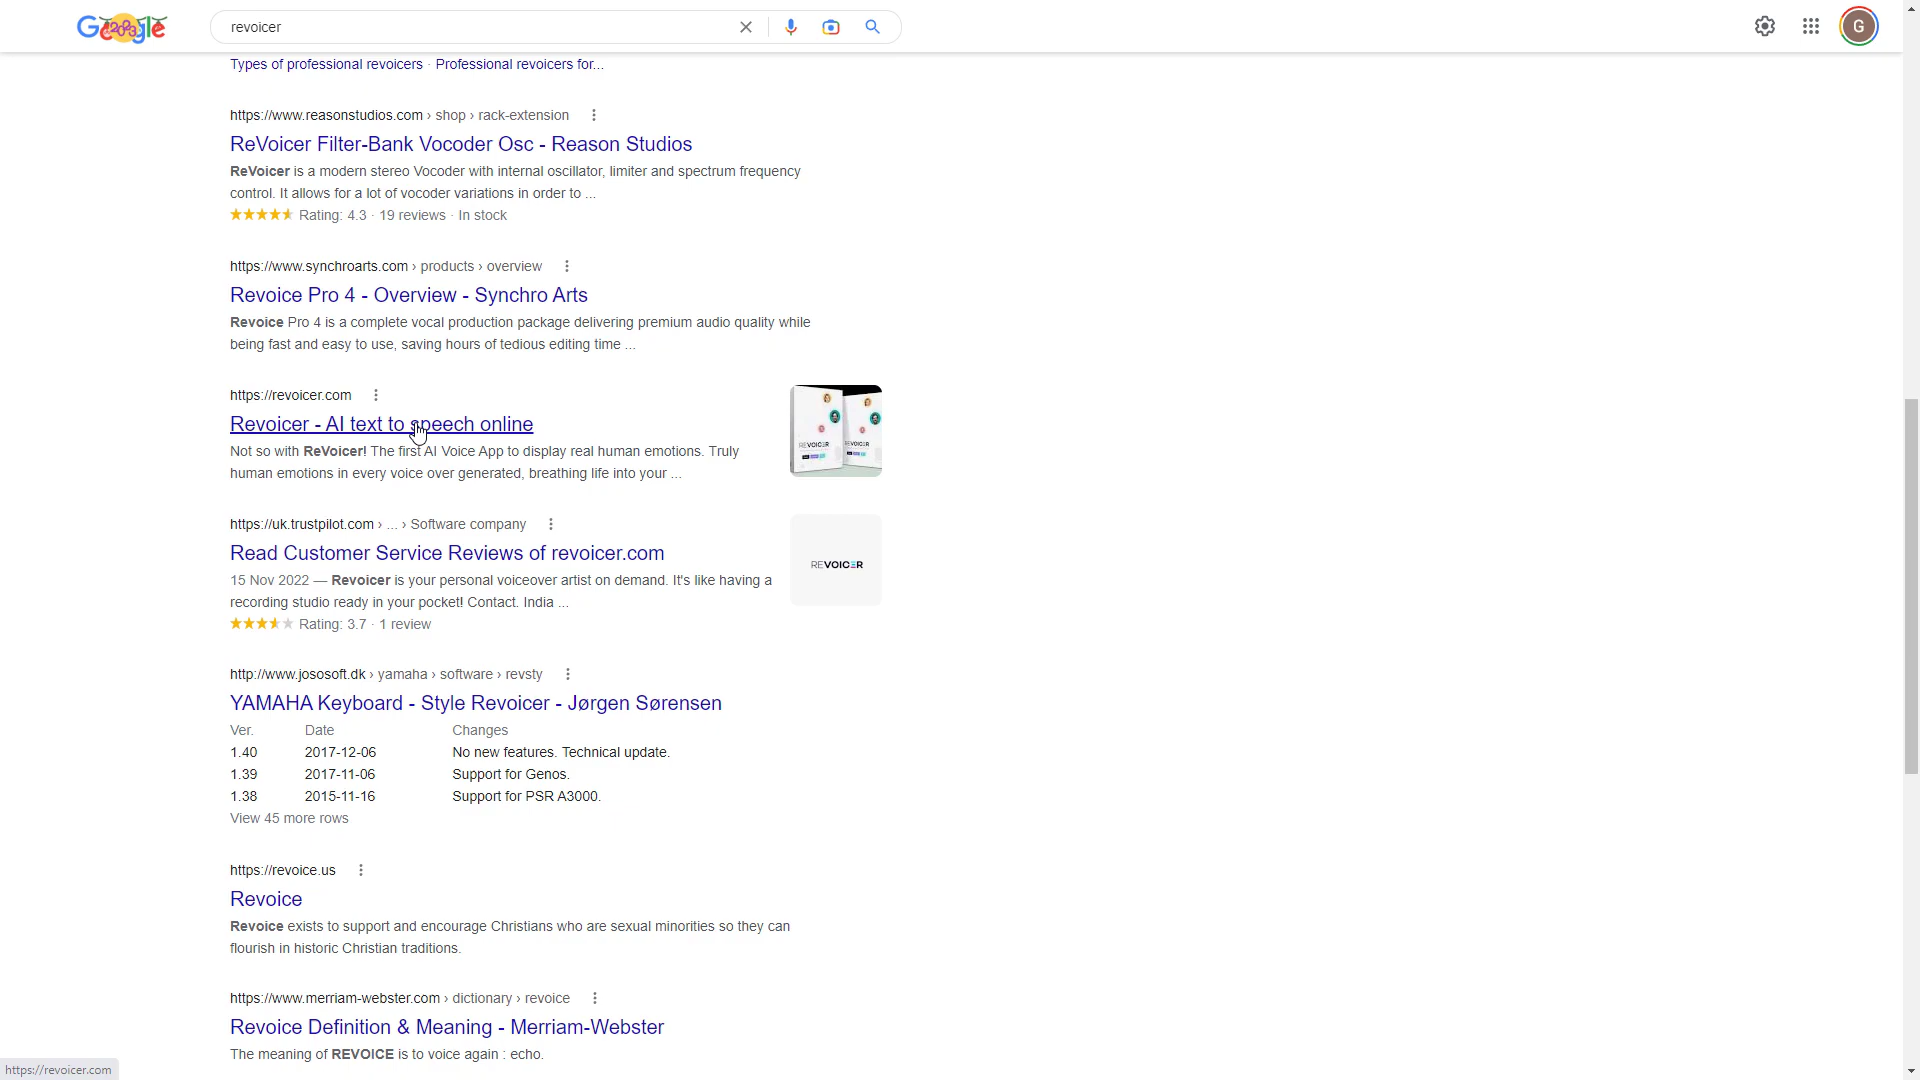 Google
2023
revoicer
G
Types of professional revoicers · Professional revoicers for...
https://www.reasonstudios.com › shop › rack-extension
ReVoicer Filter-Bank Vocoder Osc - Reason Studios
ReVoicer is a modern stereo Vocoder with internal oscillator, limiter and spectrum frequency
control. It allows for a lot of vocoder variations in order to ...
Rating: 4.3 · 19 reviews · In stock
https://www.synchroarts.com › products › overview
Revoice Pro 4 - Overview - Synchro Arts
Revoice Pro 4 is a complete vocal production package delivering premium audio quality while
being fast and easy to use, saving hours of tedious editing time ...
https://revoicer.com
Revoicer - AI text to speech online
Not so with ReVoicer! The first AI Voice App to display real human emotions. Truly
human emotions in every voice over generated, breathing life into your ...
REVOICER
REVOICER
https://uk.trustpilot.com › ... › Software company
Read Customer Service Reviews of revoicer.com
15 Nov 2022 — Revoicer is your personal voiceover artist on demand. It's like having a
recording studio ready in your pocket! Contact. India ...
Rating: 3.7 · 1 review
REVOICER
http://www.jososoft.dk › yamaha › software › revsty
YAMAHA Keyboard - Style Revoicer - Jørgen Sørensen
Ver. Date Changes
1.40 2017-12-06 No new features. Technical update.
1.39 2017-11-06 Support for Genos.
1.38 2015-11-16 Support for PSR A3000.
View 45 more rows
https://revoice.us
Revoice
Revoice exists to support and encourage Christians who are sexual minorities so they can
flourish in historic Christian traditions.
https://www.merriam-webster.com › dictionary › revoice
Revoice Definition & Meaning - Merriam-Webster
The meaning of REVOICE is to voice again : echo.
https://revoicer.com